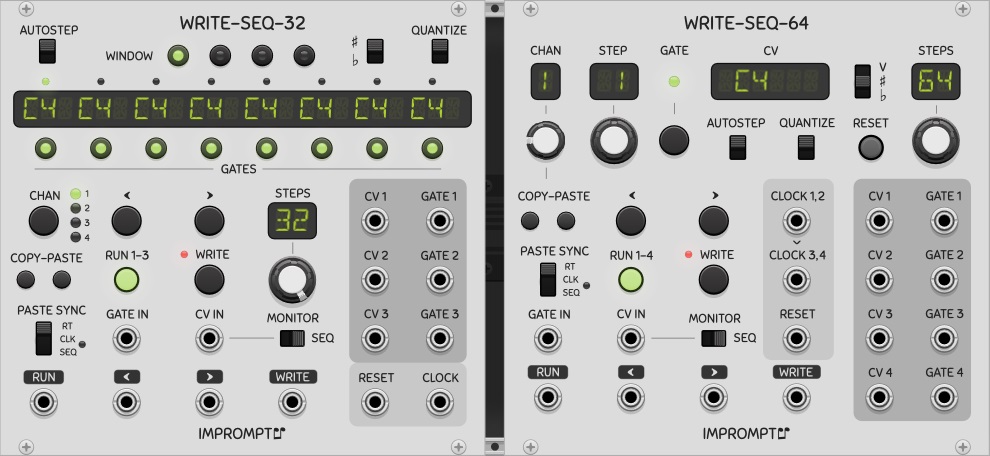 WRITE-SEQ-32
AUTOSTEP
WINDOW
♯
♭
QUANTIZE
C4 C4 C4 C4 C4 C4 C4 C4
GATES
CHAN
1
2
3
4
<
>
STEPS
32
COPY-PASTE
RUN 1-3
WRITE
PASTE SYNC
RT
CLK
SEQ
GATE IN
CV IN
MONITOR
SEQ
RUN
<
>
WRITE
CV 1 GATE 1
CV 2 GATE 2
CV 3 GATE 3
RESET CLOCK
IMPROMPTU
WRITE-SEQ-64
CHAN STEP GATE CV STEPS
1 1 C4 64
V
♯
♭
AUTOSTEP QUANTIZE RESET
COPY-PASTE
<
>
CLOCK 1,2
PASTE SYNC
RT
CLK
SEQ
RUN 1-4
WRITE
CLOCK 3,4
GATE IN
CV IN
MONITOR
SEQ
RESET
RUN
<
>
WRITE
CV 1 GATE 1
CV 2 GATE 2
CV 3 GATE 3
CV 4 GATE 4
IMPROMPTU